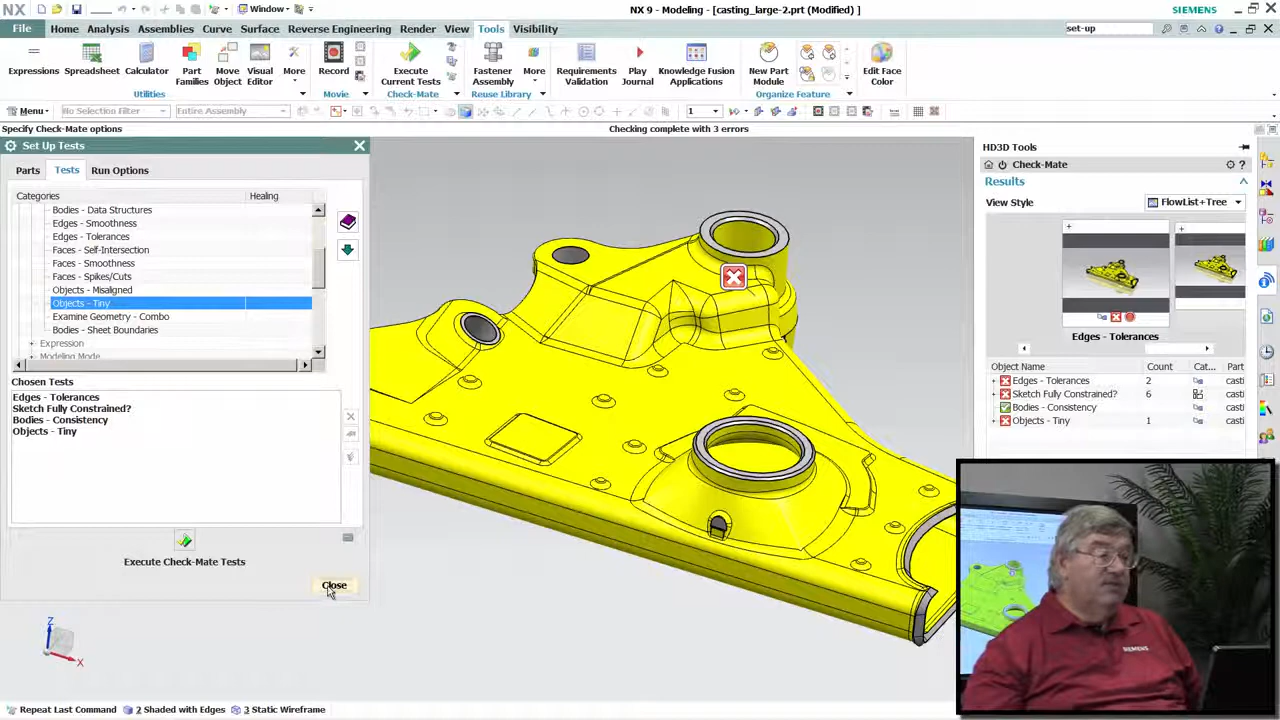 NX
Window
NX 9 - Modeling - [casting_large-2.prt (Modified) ]
SIEMENS
File Home Analysis Assemblies Curve Surface Reverse Engineering Render View Tools Visibility
set-up
Expressions
Spreadsheet
Calculator
Part Families
Move Object
Visual Editor
More
Record
Execute Current Tests
Fastener Assembly
More
Requirements Validation
Play Journal
Knowledge Fusion Applications
New Part Module
Edit Face Color
Utilities
Movie
Check-Mate
Reuse Library
Organize Feature
Menu
No Selection Filter
Entire Assembly
1
Specify Check-Mate options
Checking complete with 3 errors
Set Up Tests
Parts Tests Run Options
Categories Healing
Bodies - Data Structures
Edges - Smoothness
Edges - Tolerances
Faces - Self-Intersection
Faces - Smoothness
Faces - Spikes/Cuts
Objects - Misaligned
Objects - Tiny
Examine Geometry - Combo
Bodies - Sheet Boundaries
Expression
Modeling Mode
Chosen Tests
Edges - Tolerances
Sketch Fully Constrained?
Bodies - Consistency
Objects - Tiny
Execute Check-Mate Tests
Close
HD3D Tools
Check-Mate
Results
View Style FlowList+Tree
Edges - Tolerances
Object Name Count Cat... Part
Edges - Tolerances 2 casti
Sketch Fully Constrained? 6 casti
Bodies - Consistency casti
Objects - Tiny 1 casti
SIEMENS
Z
X
Repeat Last Command 2 Shaded with Edges 3 Static Wireframe